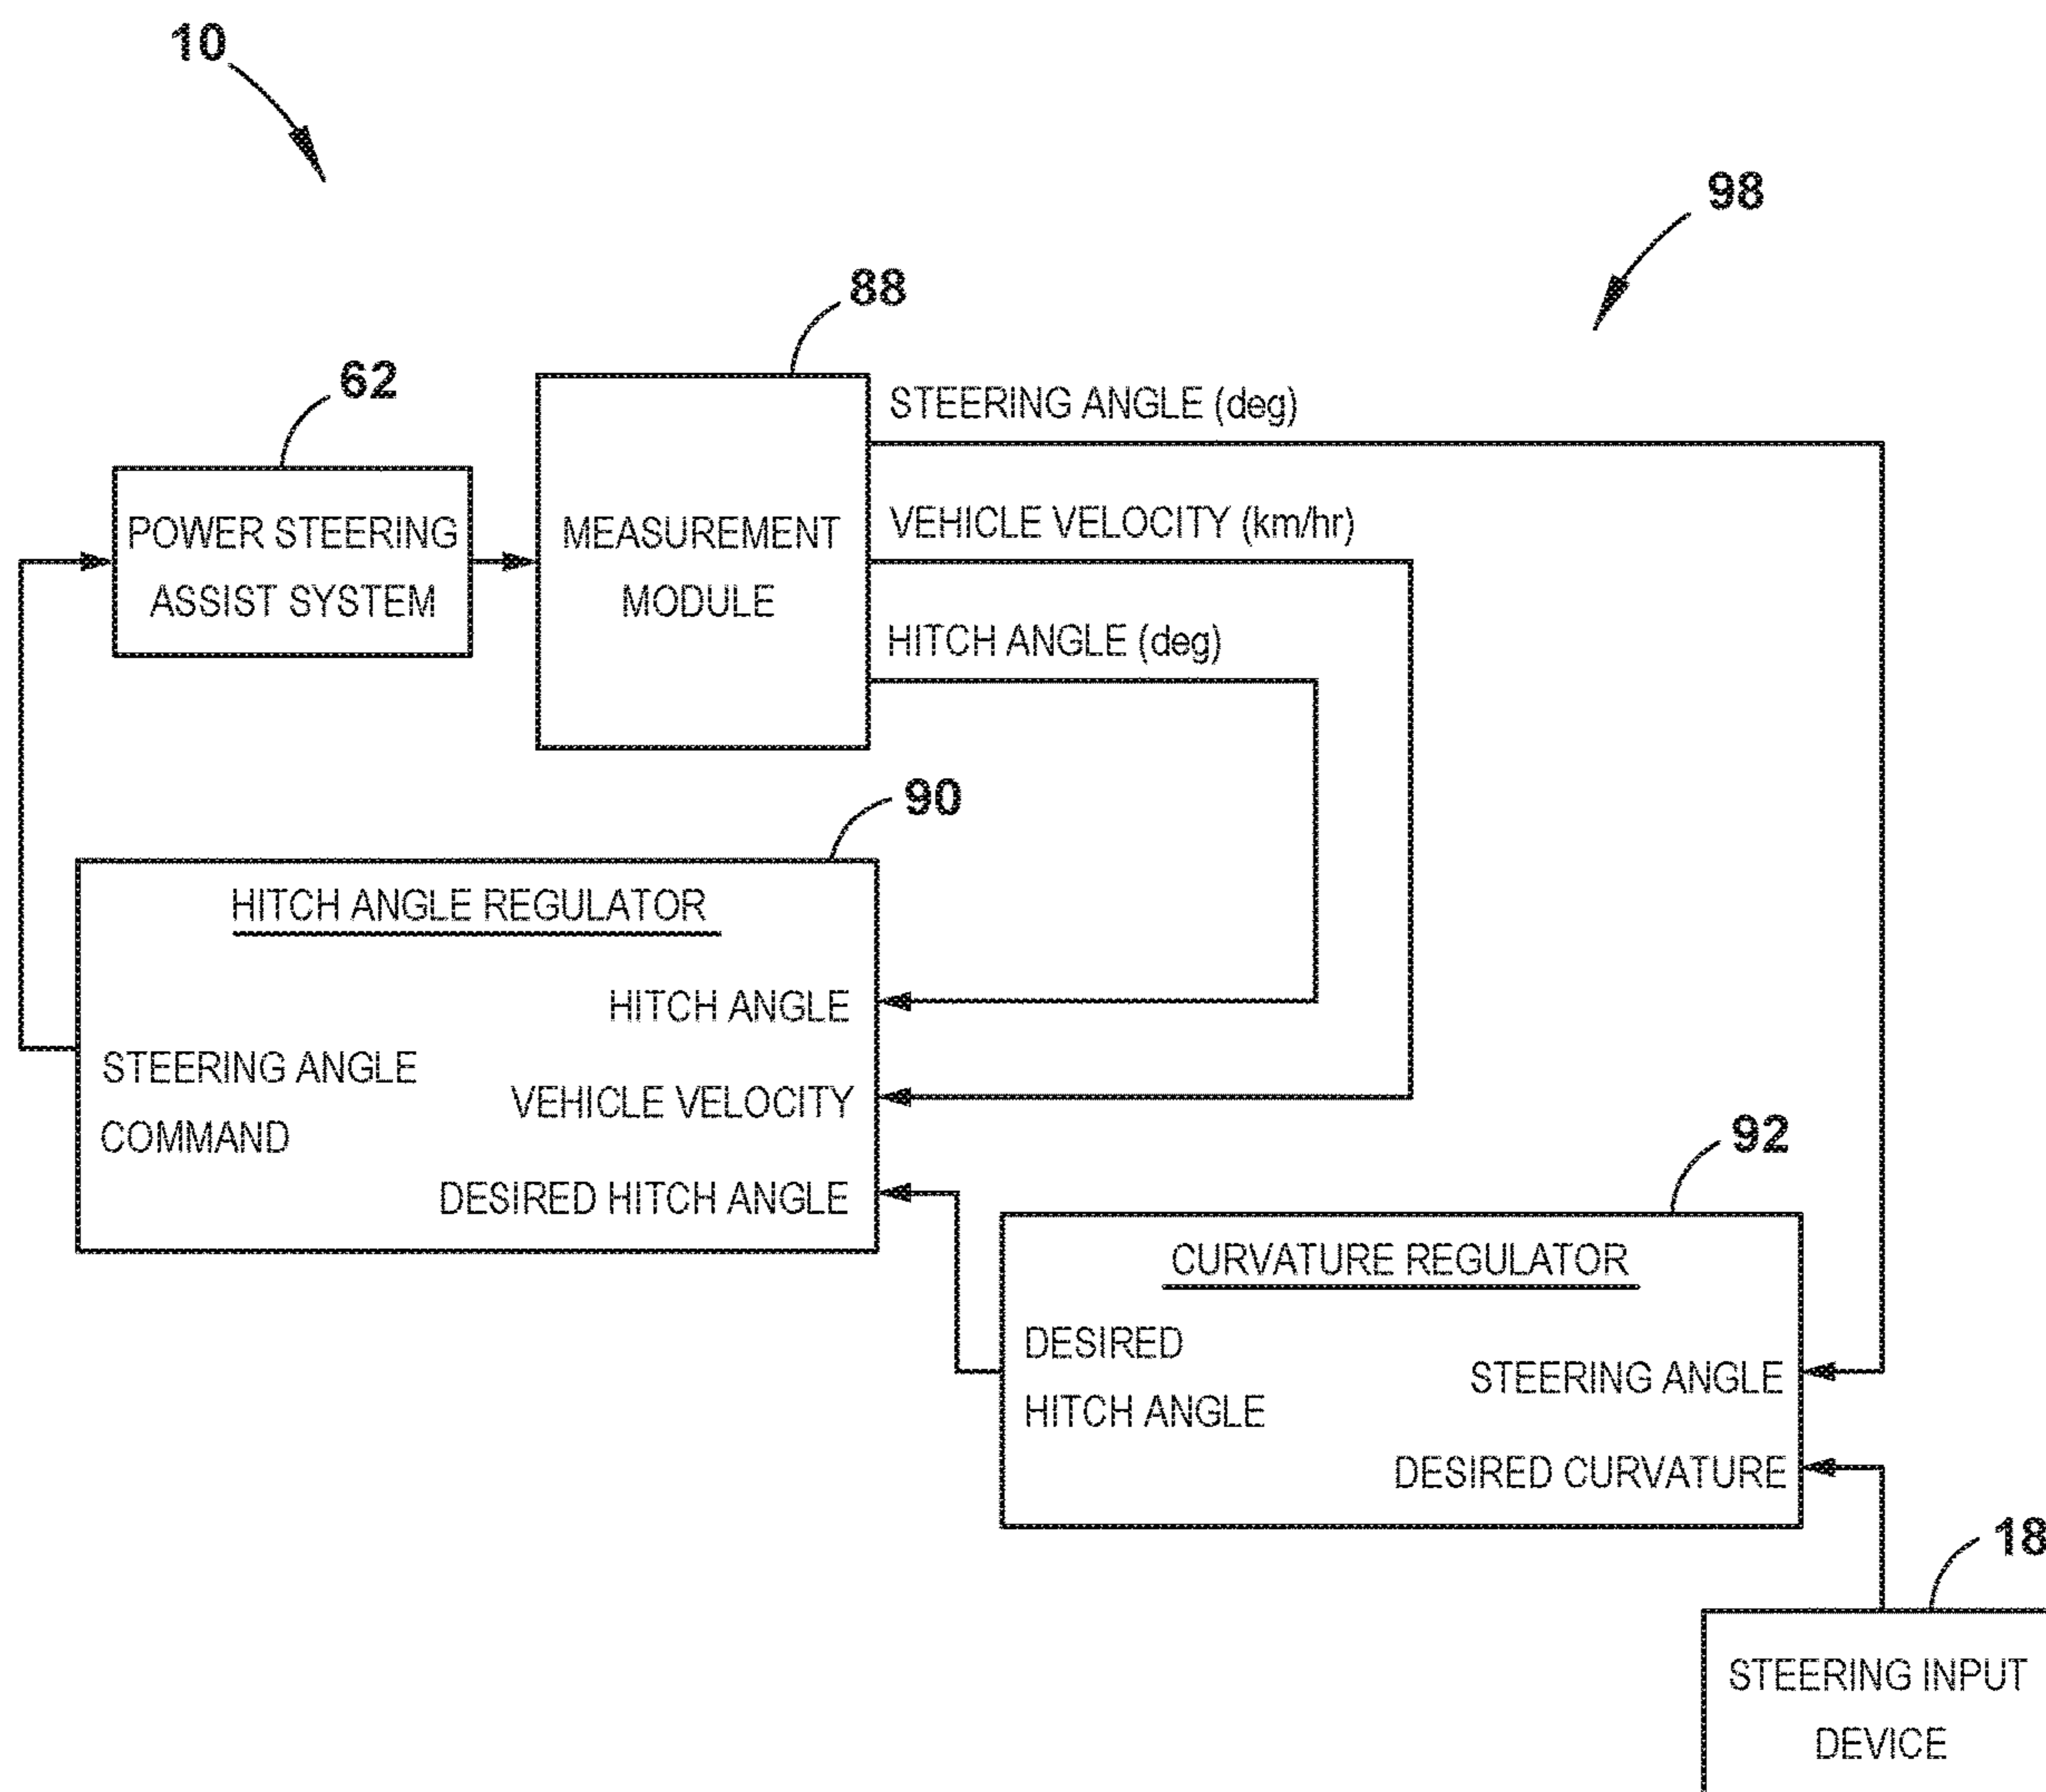 10
98
88
62
STEERING ANGLE (deg)
POWER STEERING
ASSIST SYSTEM
MEASUREMENT
MODULE
VEHICLE VELOCITY (km/hr)
HITCH ANGLE (deg)
90
HITCH ANGLE REGULATOR
HITCH ANGLE
STEERING ANGLE
COMMAND
VEHICLE VELOCITY
DESIRED HITCH ANGLE
92
CURVATURE REGULATOR
DESIRED
HITCH ANGLE
STEERING ANGLE
DESIRED CURVATURE
18
STEERING INPUT
DEVICE